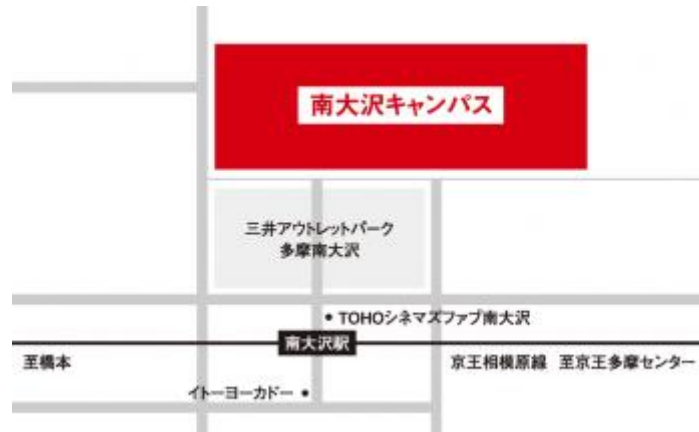 南大沢キャンパス
三井アウトレットパーク
多摩南大沢
TOHOシネマズファブ南大沢
南大沢駅
至橋本
京王相模原線 至京王多摩センター
イトーヨーカドー